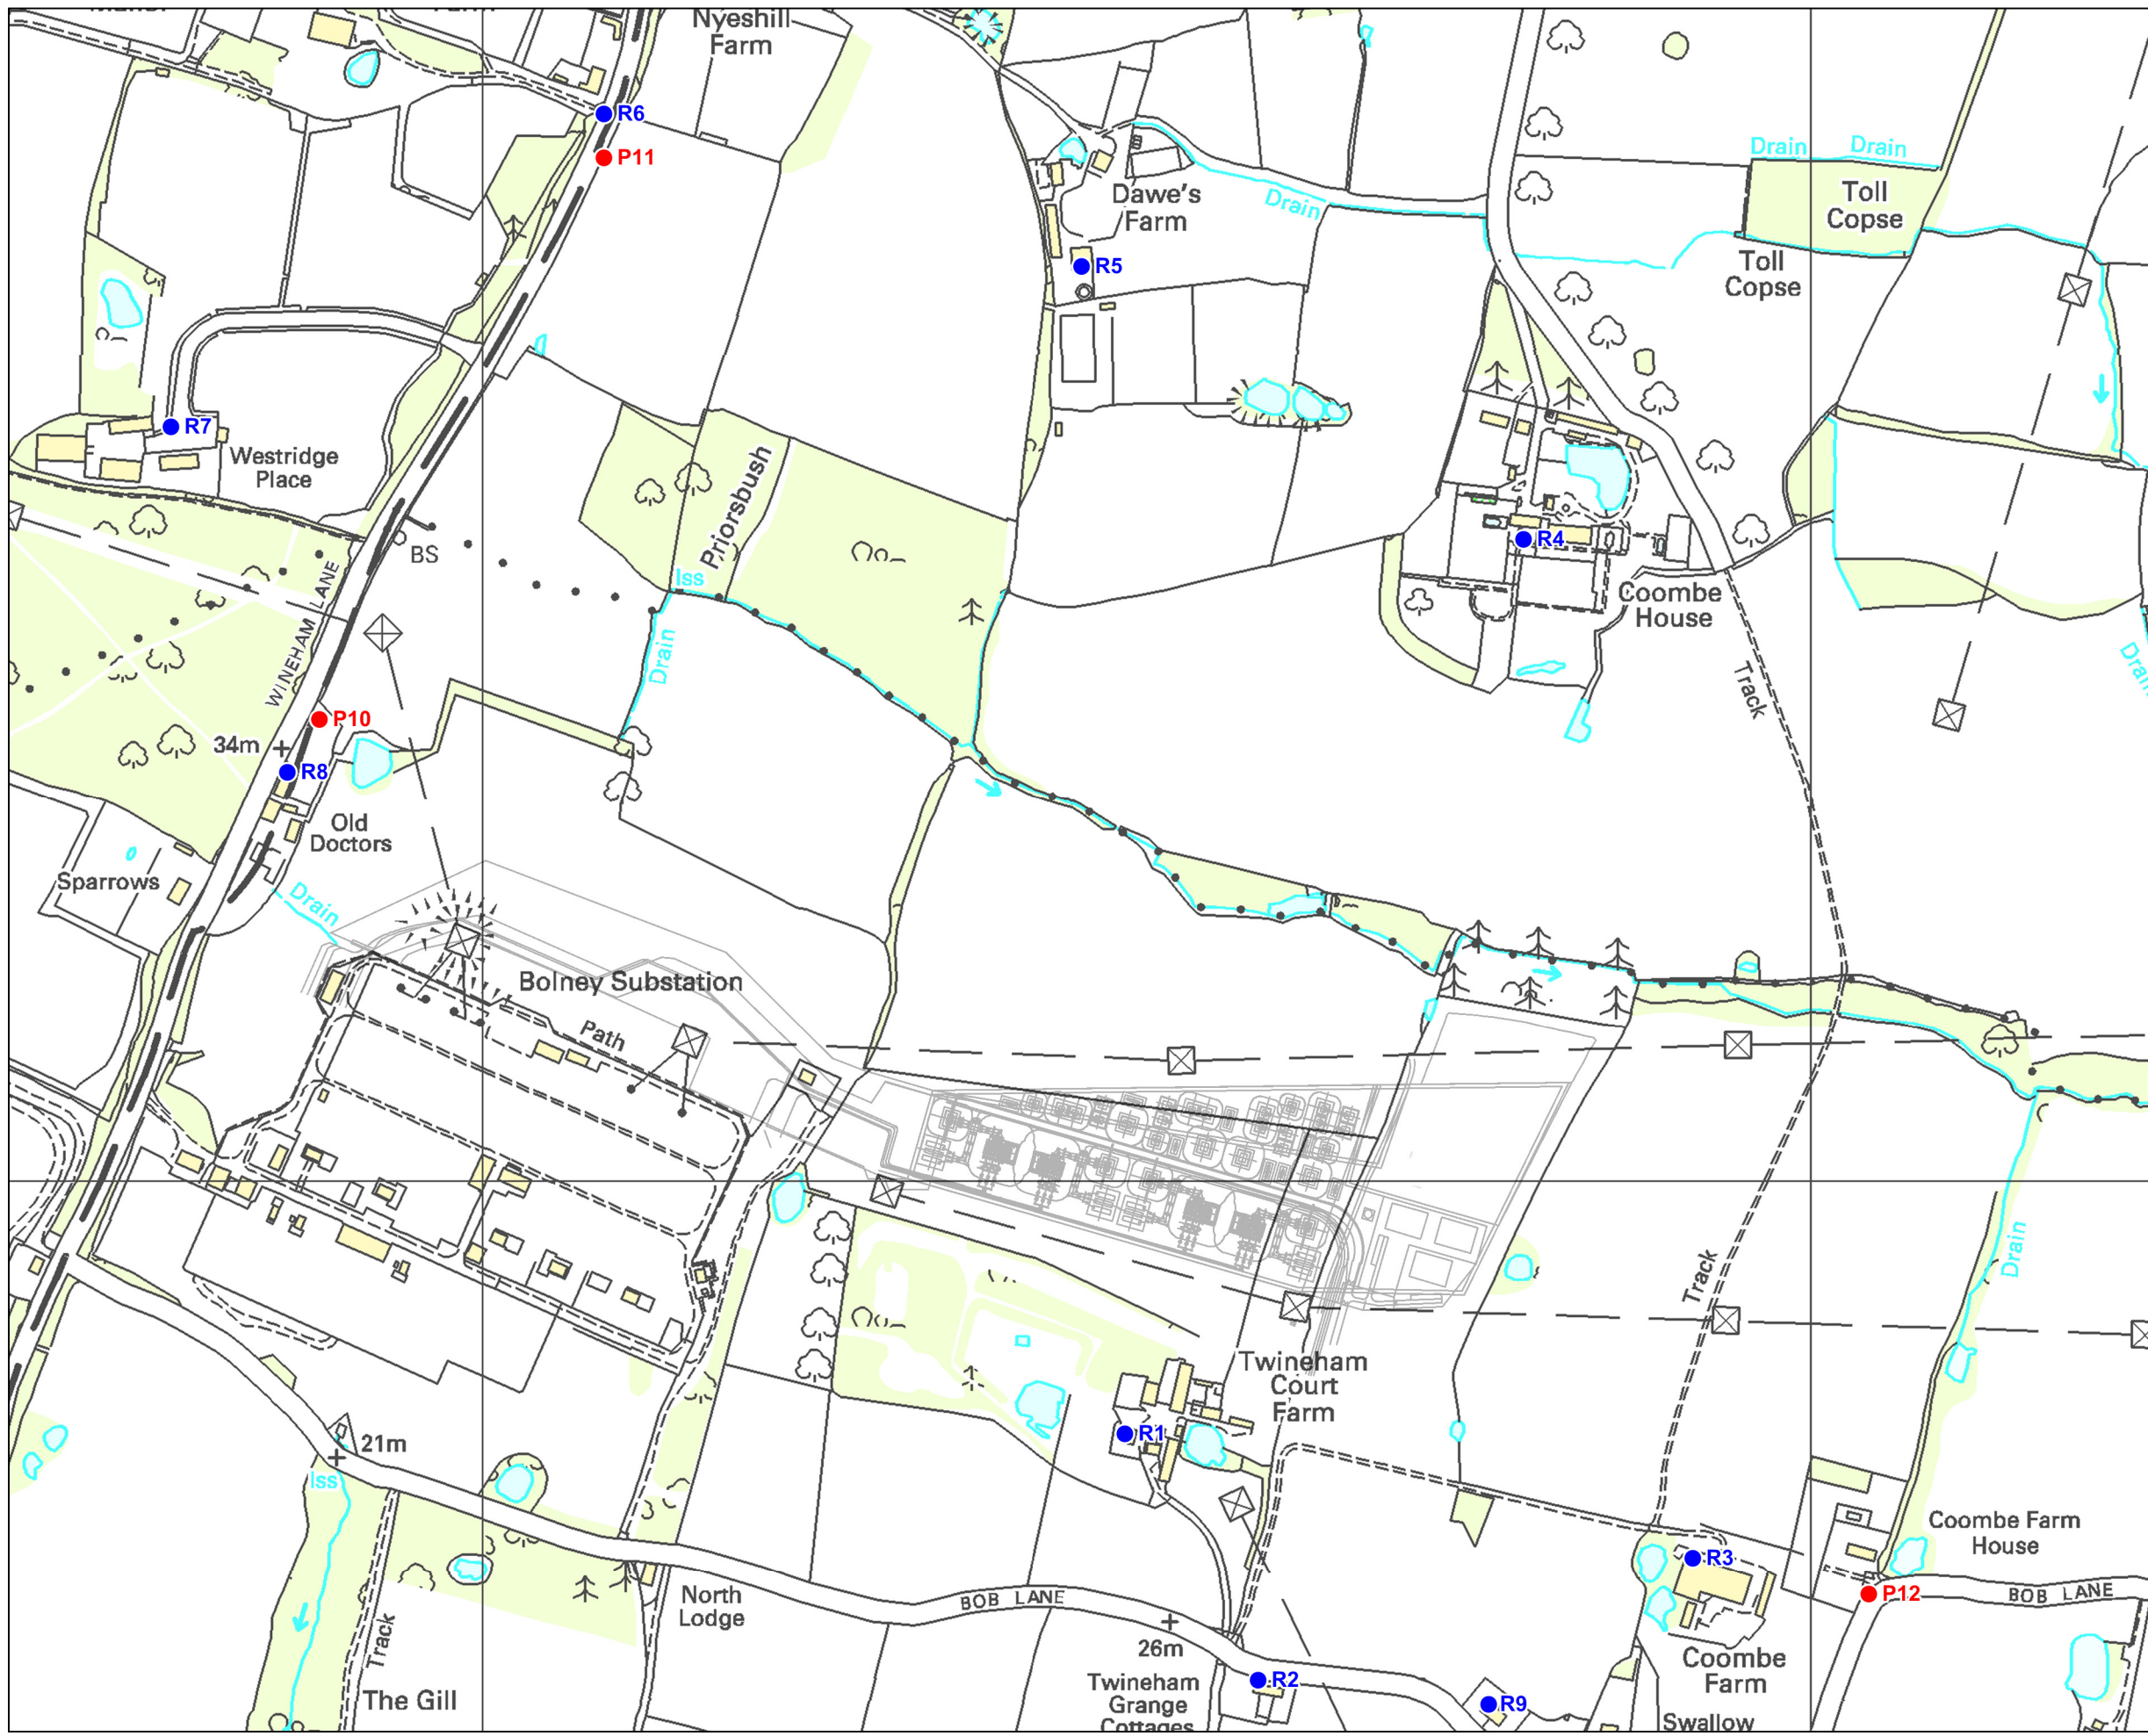 Nyeshill
Farm
R6
P11
Dawe's
Farm
Drain
R5
Drain
Drain
Toll
Copse
Toll
Copse
R7
Westridge
Place
Priorsbush
BS
Iss
R4
Coombe
House
WINEHAM LANE
Drain
Drain
Track
P10
34m
R8
Old
Doctors
Sparrows
Drain
Bolney Substation
Path
Drain
Track
Twineham
Court
Farm
R1
21m
Iss
Coombe Farm
House
R3
P12
BOB LANE
North
Lodge
BOB LANE
26m
Track
The Gill
Coombe
Farm
R2
Twineham
Grange
Cottages
R9
Swallow